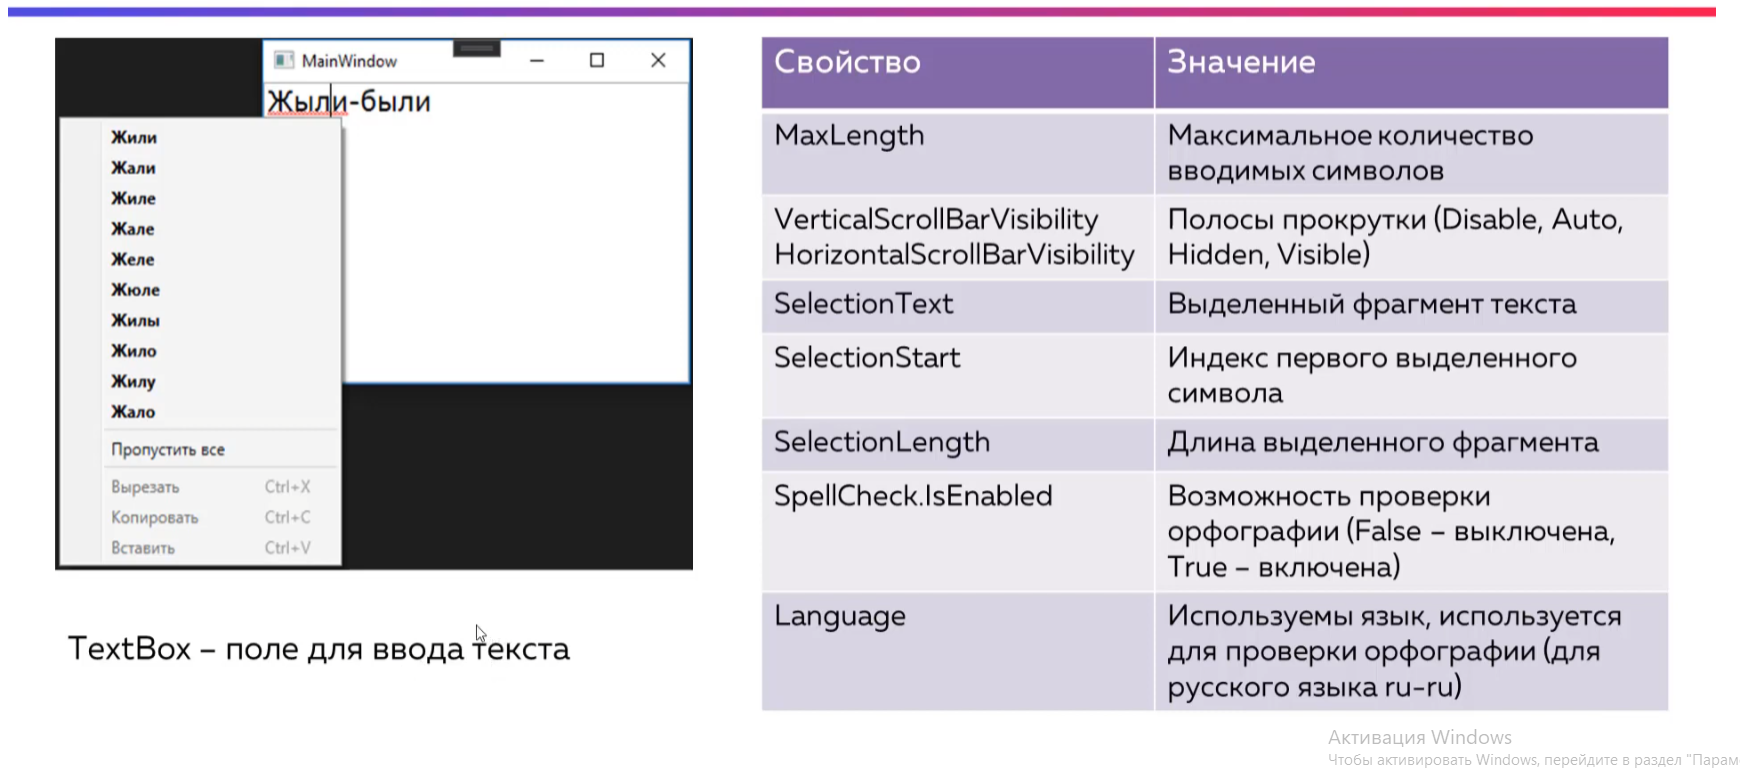 MainWindow
Жыли-были
Жили
Жали
Жиле
Жале
Желе
Жюле
Жилы
Жило
Жилу
Жало
Пропустить все
Вырезать Ctrl+X
Копировать Ctrl+C
Вставить Ctrl+V
TextBox – поле для ввода текста
Свойство Значение
MaxLength Максимальное количество
вводимых символов
VerticalScrollBarVisibility Полосы прокрутки (Disable, Auto,
HorizontalScrollBarVisibility Hidden, Visible)
SelectionText Выделенный фрагмент текста
SelectionStart Индекс первого выделенного
символа
SelectionLength Длина выделенного фрагмента
SpellCheck.IsEnabled Возможность проверки
орфографии (False – выключена,
True – включена)
Language Используемы язык, используется
для проверки орфографии (для
русского языка ru-ru)
Активация Windows
Чтобы активировать Windows, перейдите в раздел "Парам